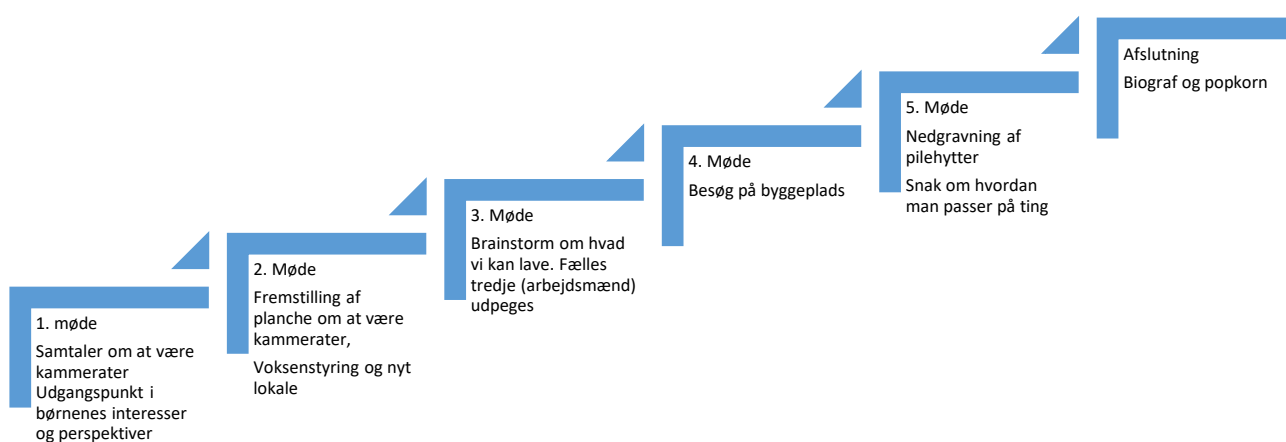 1. møde
Samtaler om at være
kammerater
Udgangspunkt i
børnenes interesser
og perspektiver
2. Møde
Fremstilling af
planche om at være
kammerater,
Voksenstyring og nyt
lokale
3. Møde
Brainstorm om hvad
vi kan lave. Fælles
tredje (arbejdsmænd)
udpeges
4. Møde
Besøg på byggeplads
5. Møde
Nedgravning af
pilehytter
Snak om hvordan
man passer på ting
Afslutning
Biograf og popkorn